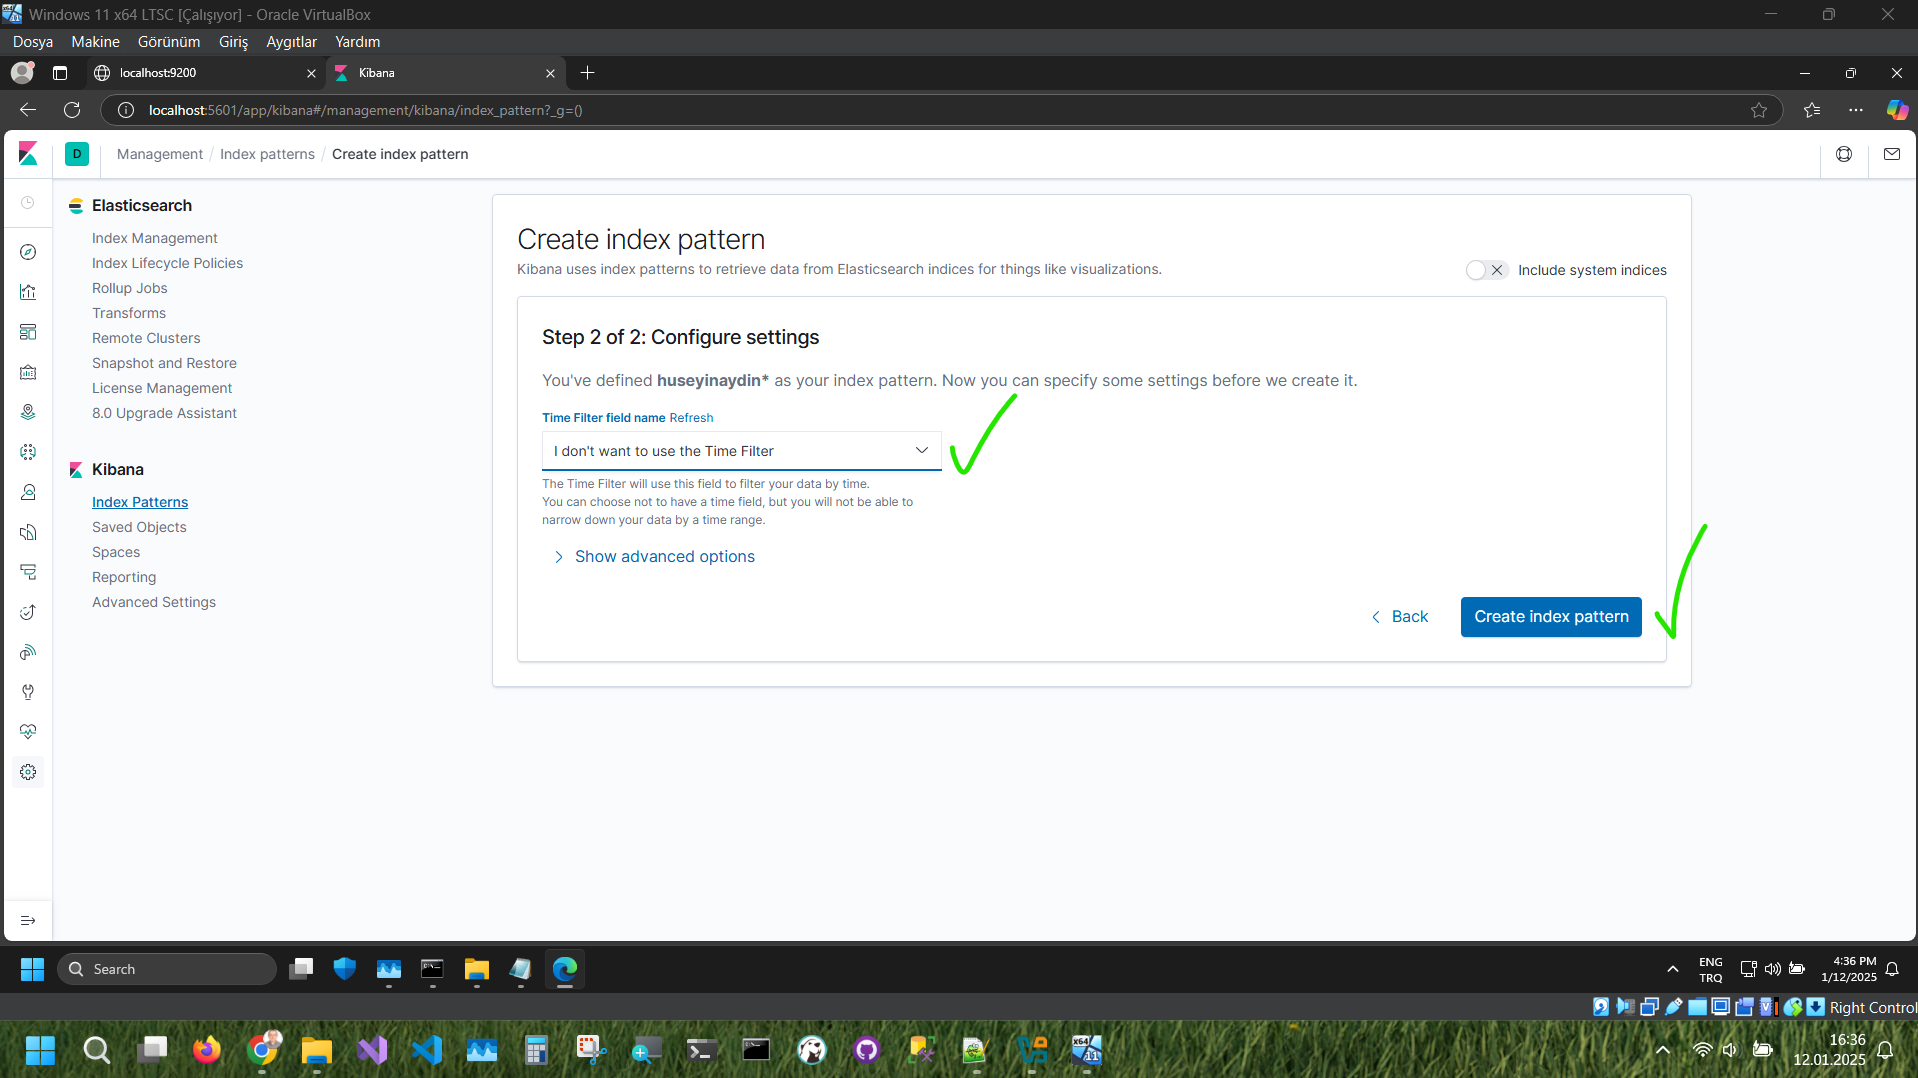 Windows 11 x64 LTSC [Çalışıyor] - Oracle VirtualBox
Dosya Makine Görünüm Giriş Aygıtlar Yardım
localhost:9200
Kibana
localhost:5601/app/kibana#/management/kibana/index_pattern?_g=()
D
Management / Index patterns / Create index pattern
Elasticsearch
Index Management
Index Lifecycle Policies
Rollup Jobs
Transforms
Remote Clusters
Snapshot and Restore
License Management
8.0 Upgrade Assistant
Kibana
Index Patterns
Saved Objects
Spaces
Reporting
Advanced Settings
Create index pattern
Kibana uses index patterns to retrieve data from Elasticsearch indices for things like visualizations.
Include system indices
Step 2 of 2: Configure settings
You've defined huseyinaydin* as your index pattern. Now you can specify some settings before we create it.
Time Filter field name Refresh
I don't want to use the Time Filter
The Time Filter will use this field to filter your data by time.
You can choose not to have a time field, but you will not be able to
narrow down your data by a time range.
Show advanced options
Back
Create index pattern
Search
ENG
TRQ
4:36 PM
1/12/2025
Right Control
x64
11
16:36
12.01.2025